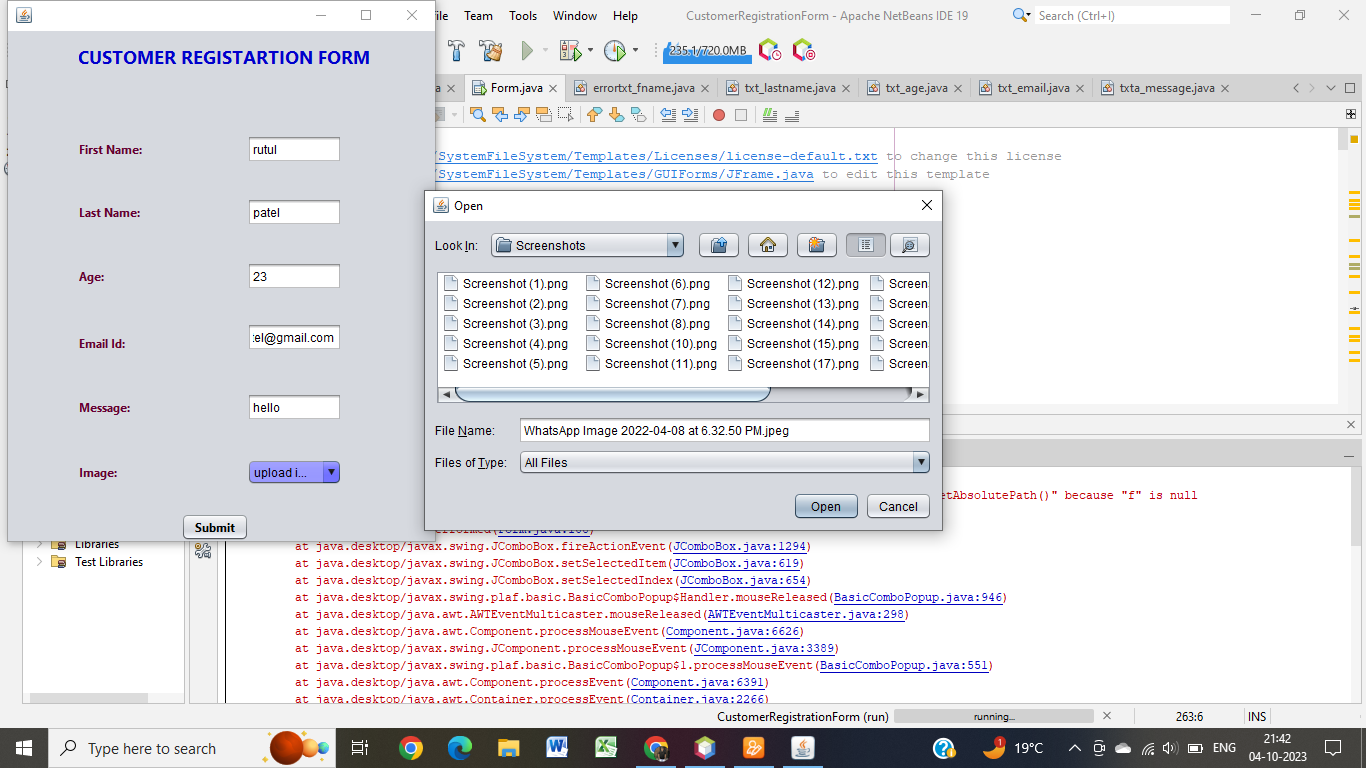 File Team Tools Window Help CustomerRegistrationForm - Apache NetBeans IDE 19 Search (Ctrl+I)
235.1/720.0MB
Form.java errortxt_fname.java txt_lastname.java txt_age.java txt_email.java txta_message.java
/SystemFileSystem/Templates/Licenses/license-default.txt to change this license
/SystemFileSystem/Templates/GUIForms/JFrame.java to edit this template
CUSTOMER REGISTARTION FORM
First Name: rutul
Last Name: patel
Age: 23
Email Id: :el@gmail.com
Message: hello
Image: upload i...
Submit
Open
Look In: Screenshots
Screenshot (1).png Screenshot (6).png Screenshot (12).png Screen
Screenshot (2).png Screenshot (7).png Screenshot (13).png Screen
Screenshot (3).png Screenshot (8).png Screenshot (14).png Screen
Screenshot (4).png Screenshot (10).png Screenshot (15).png Screen
Screenshot (5).png Screenshot (11).png Screenshot (17).png Screen
File Name: WhatsApp Image 2022-04-08 at 6.32.50 PM.jpeg
Files of Type: All Files
Open Cancel
etAbsolutePath()" because "f" is null
at java.desktop/javax.swing.JComboBox.fireActionEvent(JComboBox.java:1294)
at java.desktop/javax.swing.JComboBox.setSelectedItem(JComboBox.java:619)
at java.desktop/javax.swing.JComboBox.setSelectedIndex(JComboBox.java:654)
at java.desktop/javax.swing.plaf.basic.BasicComboPopup$Handler.mouseReleased(BasicComboPopup.java:946)
at java.desktop/java.awt.AWTEventMulticaster.mouseReleased(AWTEventMulticaster.java:298)
at java.desktop/java.awt.Component.processMouseEvent(Component.java:6626)
at java.desktop/javax.swing.JComponent.processMouseEvent(JComponent.java:3389)
at java.desktop/javax.swing.plaf.basic.BasicComboPopup$1.processMouseEvent(BasicComboPopup.java:551)
at java.desktop/java.awt.Component.processEvent(Component.java:6391)
at java.desktop/java.awt.Container.processEvent(Container.java:2266)
Libraries
Test Libraries
CustomerRegistrationForm (run) running... 263:6 INS
Type here to search 1 19°C ENG 21:42
04-10-2023